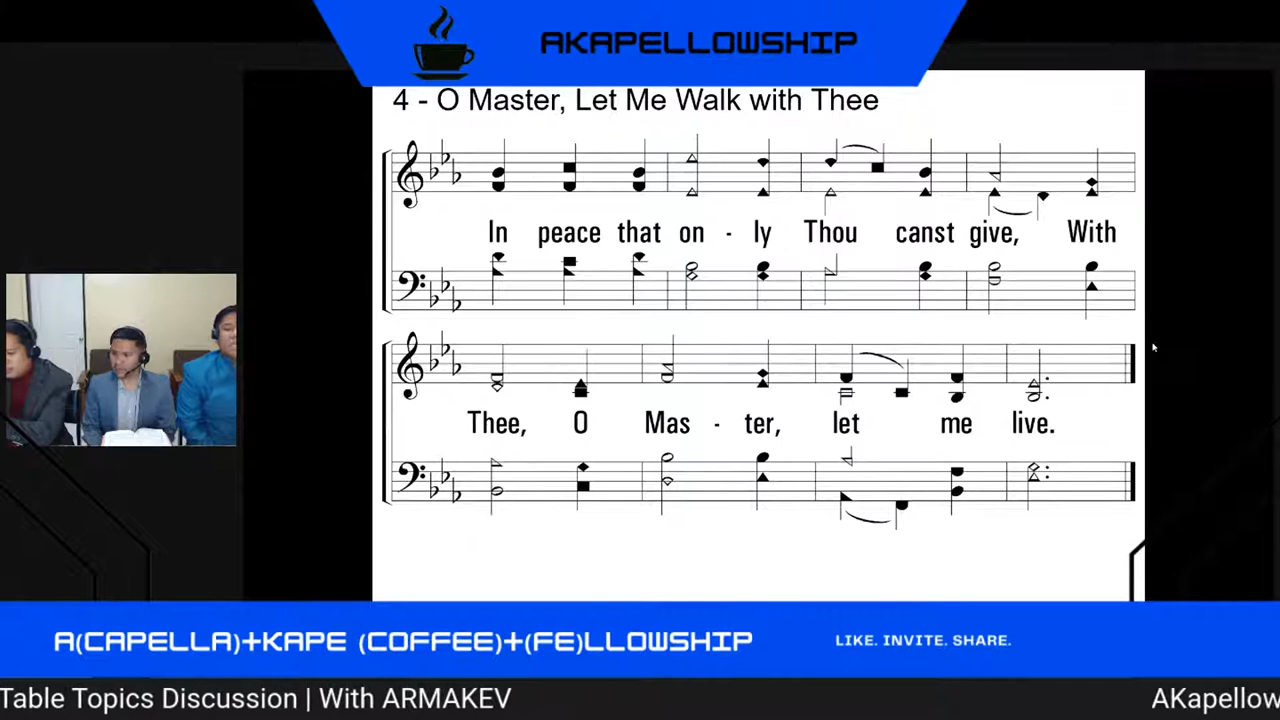 AKAPELLOWSHIP
4 - O Master, Let Me Walk with Thee
In peace that on - ly Thou canst give, With
Thee, O Mas - ter, let me live.
A(CAPELLA)+KAPE (COFFEE)+(FE)LLOWSHIP
LIKE. INVITE. SHARE.
Table Topics Discussion | With ARMAKEV
AKapellow